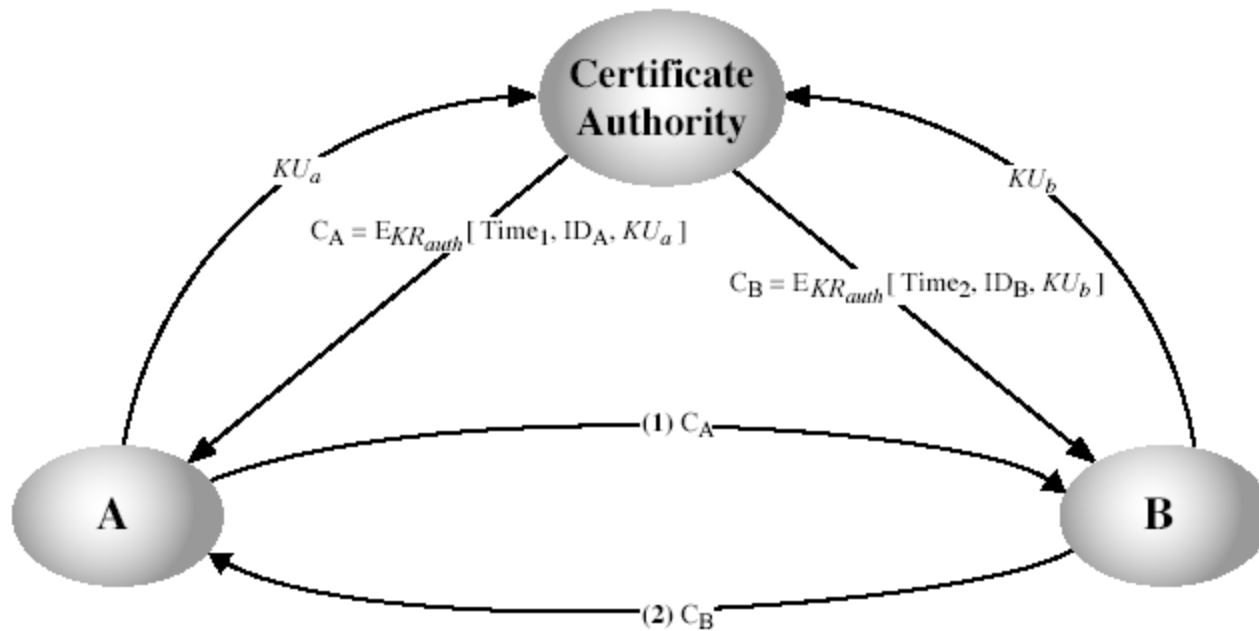 Certificate
Authority
KUa
KUb
CA = EKRauth[ Time1, IDA, KUa ]
CB = EKRauth[ Time2, IDB, KUb ]
(1) CA
A
B
(2) CB